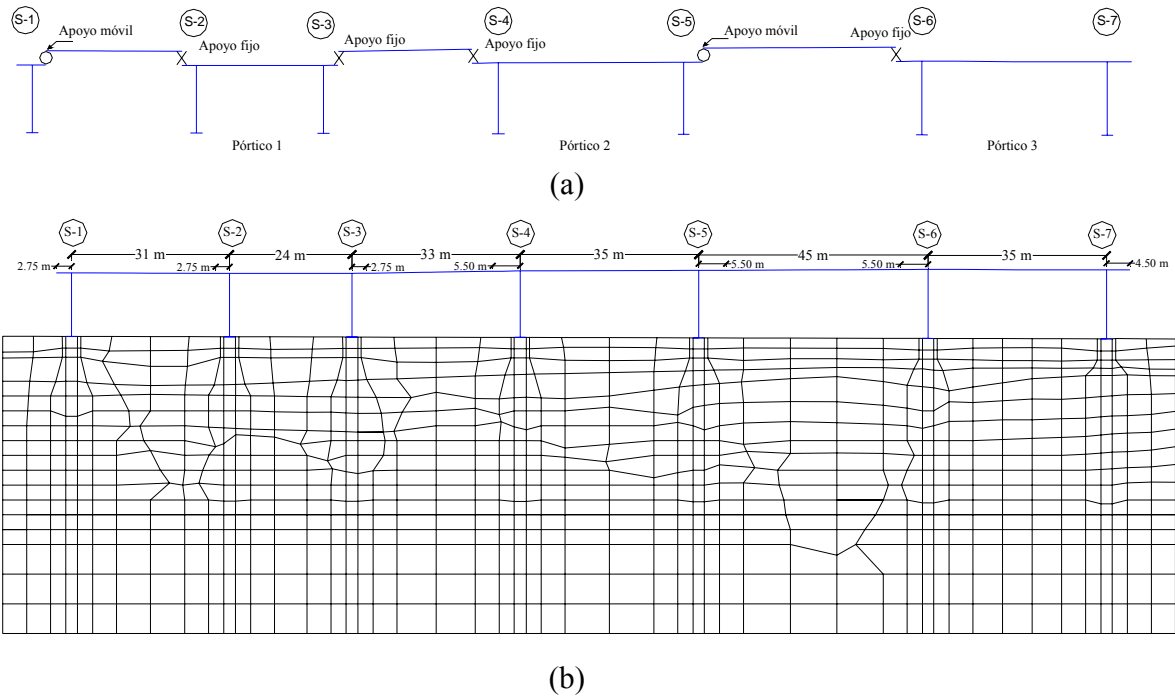 S-1
S-2
S-3
S-4
S-5
S-6
S-7
Apoyo móvil
Apoyo fijo
Apoyo fijo
Apoyo fijo
Apoyo móvil
Apoyo fijo
Pórtico 1
Pórtico 2
Pórtico 3
(a)
S-1
S-2
S-3
S-4
S-5
S-6
S-7
31 m
24 m
33 m
35 m
45 m
35 m
2.75 m
2.75 m
2.75 m
5.50 m
5.50 m
5.50 m
4.50 m
(b)